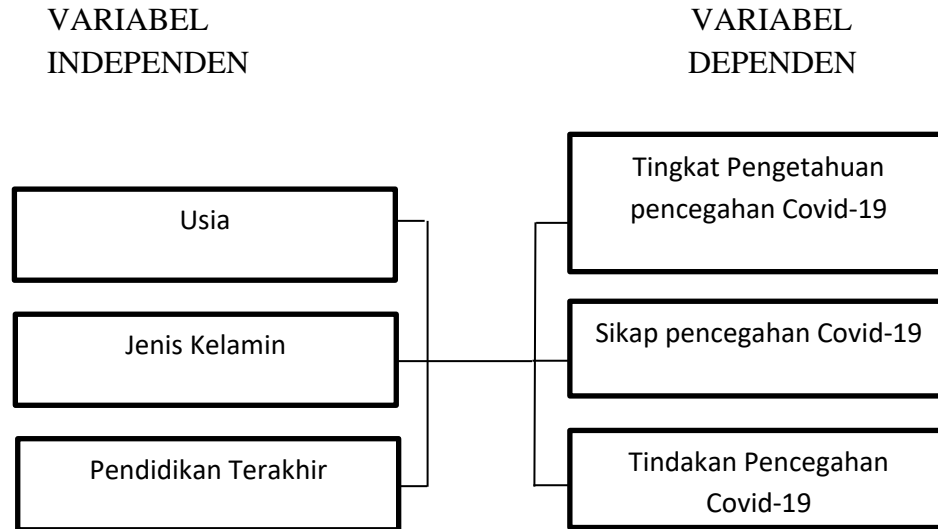 VARIABEL
INDEPENDEN
VARIABEL
DEPENDEN
Usia
Jenis Kelamin
Pendidikan Terakhir
Tingkat Pengetahuan
pencegahan Covid-19
Sikap pencegahan Covid-19
Tindakan Pencegahan
Covid-19